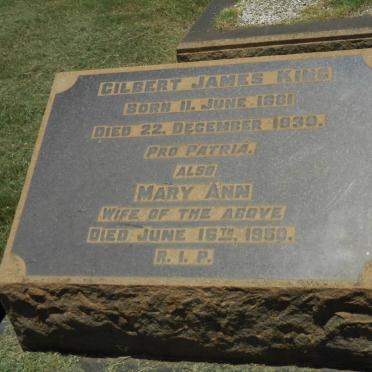 GILBERT JAMES KING
BORN 11. JUNE 1881
DIED 22. DECEMBER 1939.
PRO PATRIA.
ALSO
MARY ANN
WIFE OF THE ABOVE
DIED JUNE 16TH, 1950.
R.I.P.